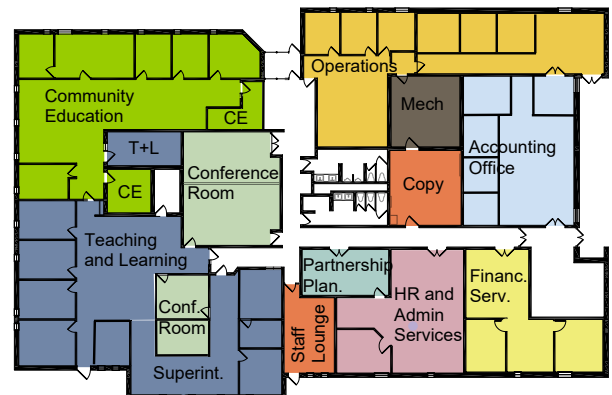 Operations
Community
Education
CE
Mech
T+L
Conference
Room
Accounting
Office
CE
Copy
Teaching
and Learning
Partnership
Plan.
Financ.
Serv.
HR and
Admin
Services
Conf.
Room
Staff
Lounge
Superint.